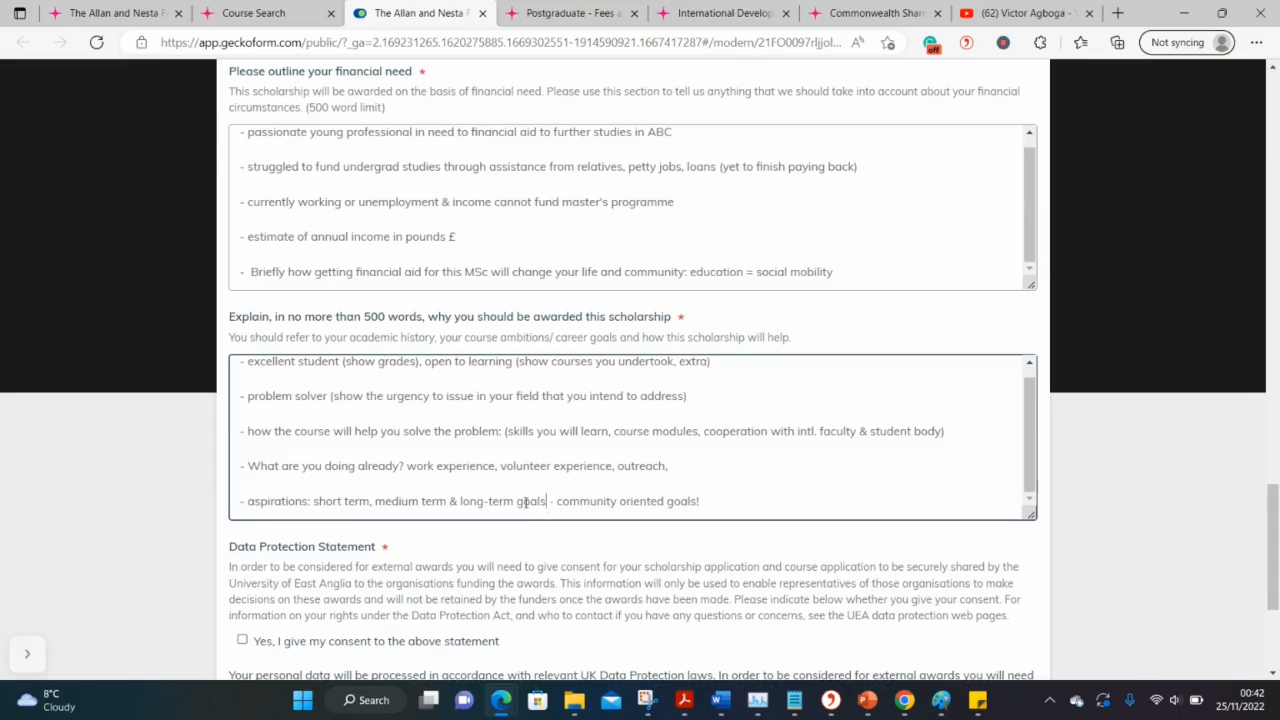 The Allan and Nesta F
Course Search
The Allan and Nesta F
Postgraduate - Fees a
International Develop
Commonwealth Share
(62) Victor Agboga - Y
https://app.geckoform.com/public/?_ga=2.169231265.1620275885.1669302551-1914590921.1667417287#/modern/21FO0097rljjol...
off
Not syncing
Please outline your financial need *
This scholarship will be awarded on the basis of financial need. Please use this section to tell us anything that we should take into account about your financial
circumstances. (500 word limit)
- passionate young professional in need to financial aid to further studies in ABC
- struggled to fund undergrad studies through assistance from relatives, petty jobs, loans (yet to finish paying back)
- currently working or unemployment & income cannot fund master's programme
- estimate of annual income in pounds £
- Briefly how getting financial aid for this MSc will change your life and community: education = social mobility
Explain, in no more than 500 words, why you should be awarded this scholarship *
You should refer to your academic history, your course ambitions/ career goals and how this scholarship will help.
- excellent student (show grades), open to learning (show courses you undertook, extra)
- problem solver (show the urgency to issue in your field that you intend to address)
- how the course will help you solve the problem: (skills you will learn, course modules, cooperation with intl. faculty & student body)
- What are you doing already? work experience, volunteer experience, outreach,
- aspirations: short term, medium term & long-term goals - community oriented goals!
Data Protection Statement *
In order to be considered for external awards you will need to give consent for your scholarship application and course application to be securely shared by the
University of East Anglia to the organisations funding the awards. This information will only be used to enable representatives of those organisations to make
decisions on these awards and will not be retained by the funders once the awards have been made. Please indicate below whether you give your consent. For
information on your rights under the Data Protection Act, and who to contact if you have any questions or concerns, see the UEA data protection web pages.
Yes, I give my consent to the above statement
Your personal data will be processed in accordance with relevant UK Data Protection laws. In order to be considered for external awards you will need
8°C
Cloudy
Search
00:42
25/11/2022